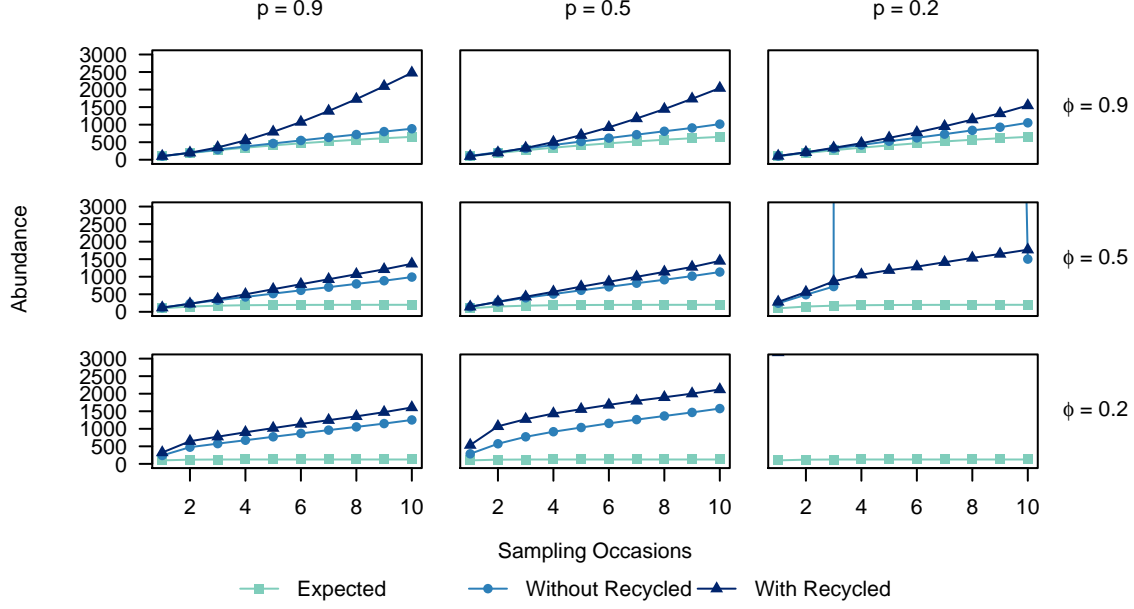 p = 0.9 p = 0.5 p = 0.2
3000
2500
2000
1500
1000
500
0
ϕ = 0.9
3000
2500
2000
1500
1000
500
0
ϕ = 0.5
3000
2500
2000
1500
1000
500
0
ϕ = 0.2
Abundance
2 4 6 8 10 2 4 6 8 10 2 4 6 8 10
Sampling Occasions
Expected Without Recycled With Recycled